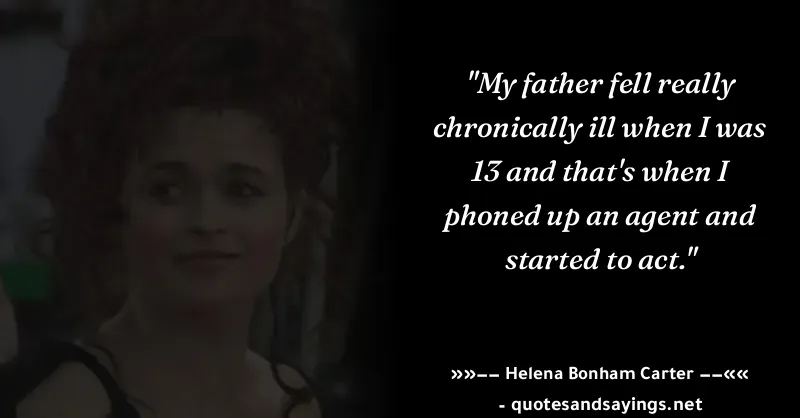 "My father fell really
chronically ill when I was
13 and that's when I
phoned up an agent and
started to act."
»»−− Helena Bonham Carter −−««
- quotesandsayings.net